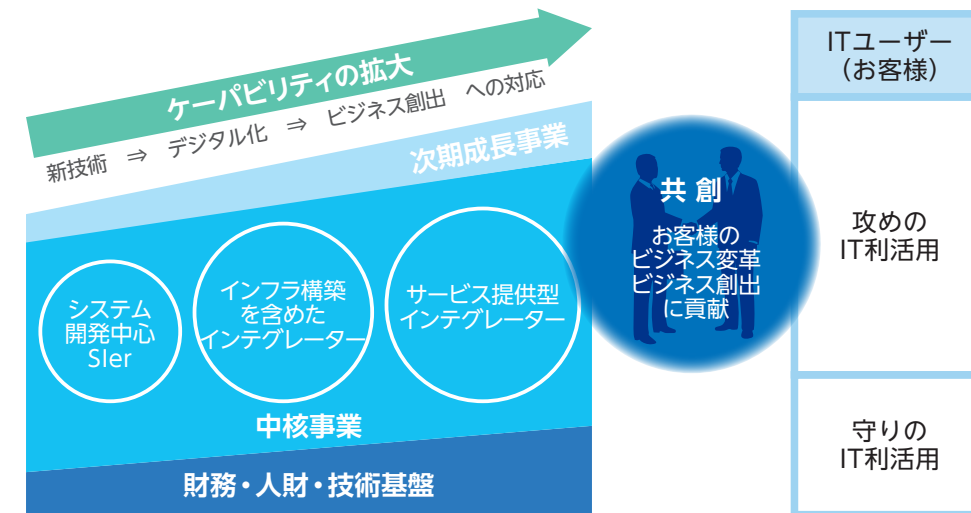 ケーパビリティの拡大
新技術 ⇒ デジタル化 ⇒ ビジネス創出 への対応
次期成長事業
システム
開発中心
SIer
インフラ構築
を含めた
インテグレーター
サービス提供型
インテグレーター
中核事業
財務・人財・技術基盤
共創
お客様の
ビジネス変革
ビジネス創出
に貢献
ITユーザー
（お客様）
攻めの
IT利活用
守りの
IT利活用